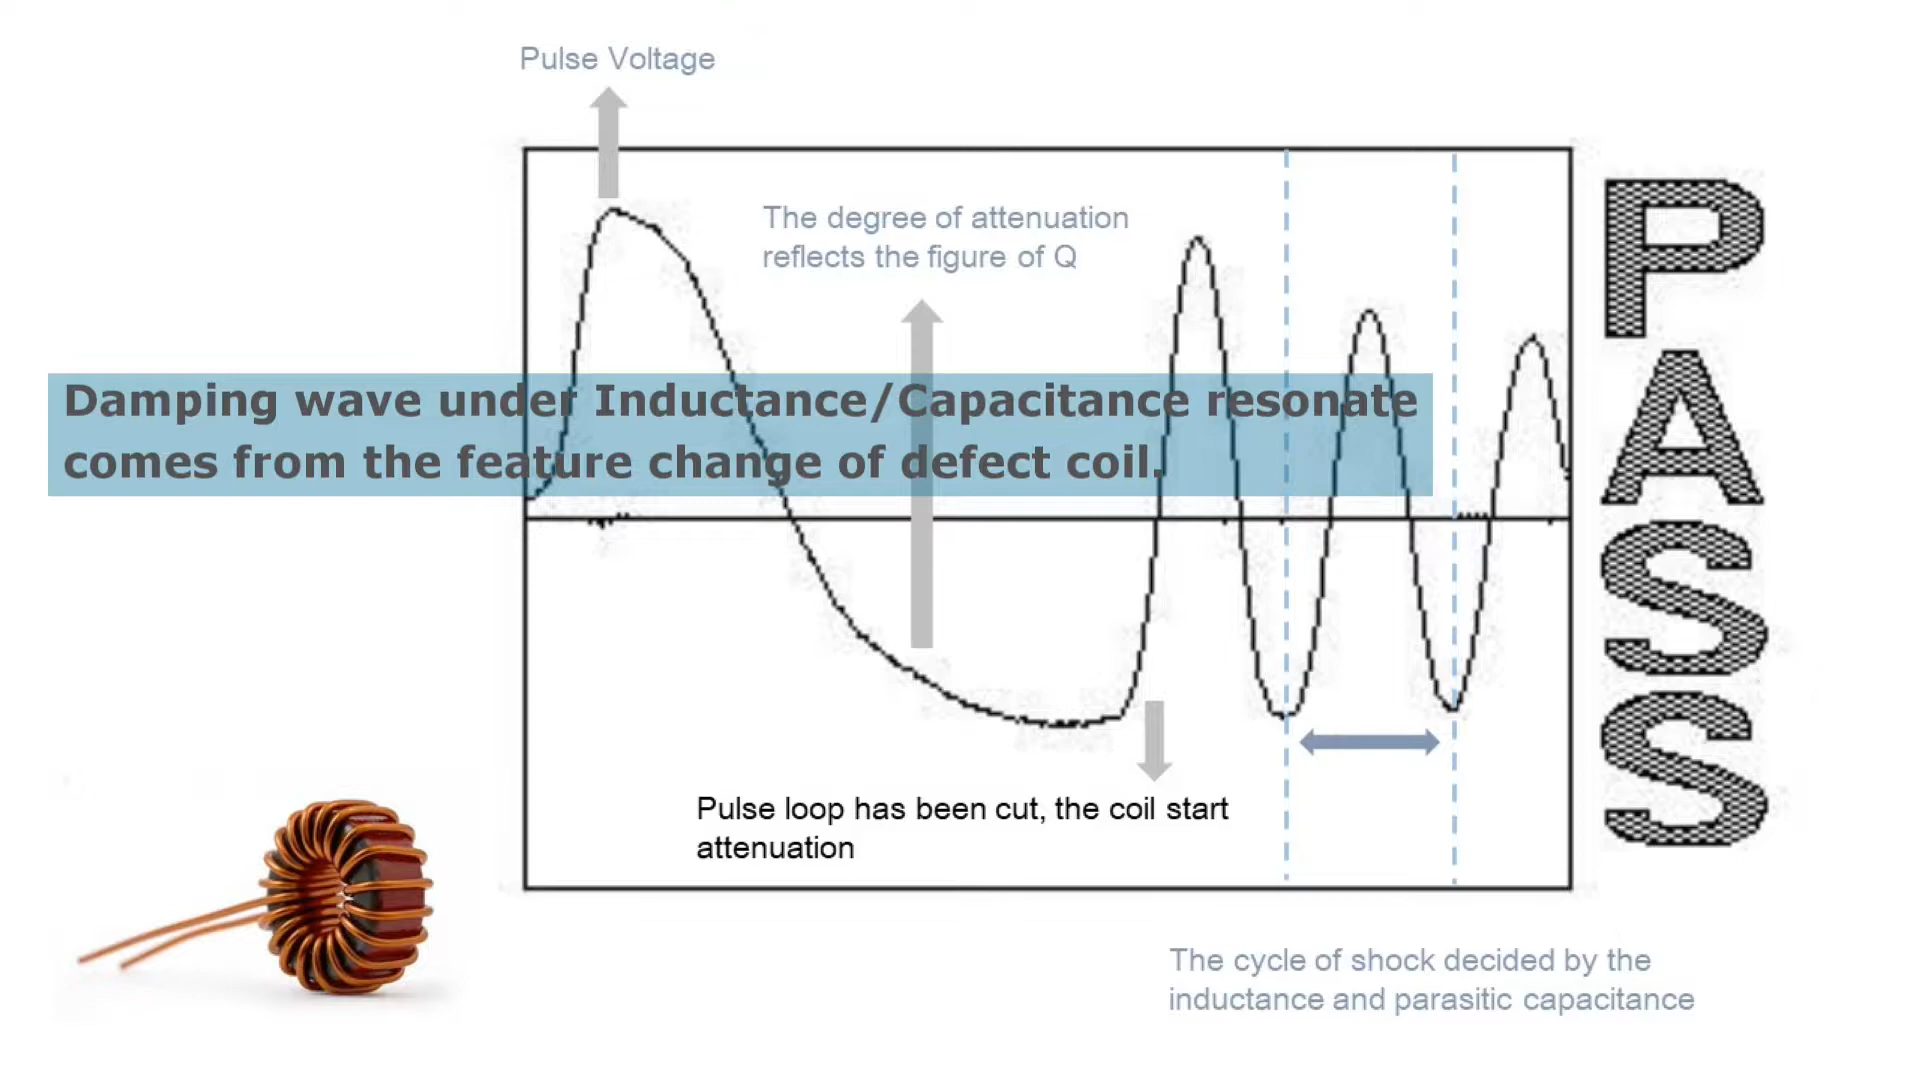 Pulse Voltage
The degree of attenuation
reflects the figure of Q
Damping wave under Inductance/Capacitance resonate
comes from the feature change of defect coil.
Pulse loop has been cut, the coil start
attenuation
The cycle of shock decided by the
inductance and parasitic capacitance
PASS